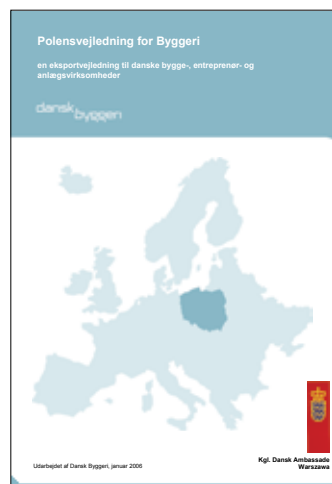 Polensvejledning for Byggeri
en eksportvejledning til danske bygge-, entreprenør- og
anlægsvirksomheder
dansk byggeri
Udarbejdet af Dansk Byggeri, januar 2006
Kgl. Dansk Ambassade
Warszawa